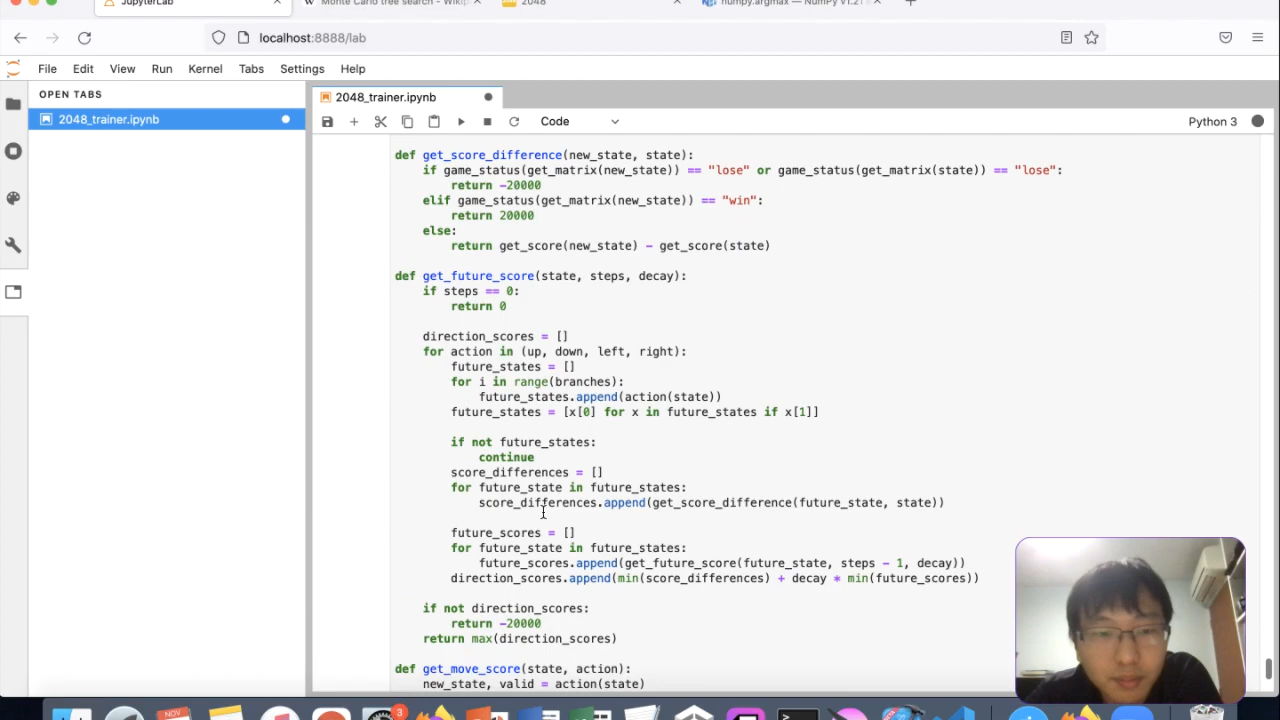 JupyterLab
Monte Carlo tree search - Wikip
2048
numpy.argmax — NumPy v1.21
localhost:8888/lab
File Edit View Run Kernel Tabs Settings Help
OPEN TABS
2048_trainer.ipynb
2048_trainer.ipynb
Code
Python 3
def get_score_difference(new_state, state):
if game_status(get_matrix(new_state)) == "lose" or game_status(get_matrix(state)) == "lose":
return -20000
elif game_status(get_matrix(new_state)) == "win":
return 20000
else:
return get_score(new_state) - get_score(state)
def get_future_score(state, steps, decay):
if steps == 0:
return 0
direction_scores = []
for action in (up, down, left, right):
future_states = []
for i in range(branches):
future_states.append(action(state))
future_states = [x[0] for x in future_states if x[1]]
if not future_states:
continue
score_differences = []
for future_state in future_states:
score_differences.append(get_score_difference(future_state, state))
future_scores = []
for future_state in future_states:
future_scores.append(get_future_score(future_state, steps - 1, decay))
direction_scores.append(min(score_differences) + decay * min(future_scores))
if not direction_scores:
return -20000
return max(direction_scores)
def get_move_score(state, action):
new_state, valid = action(state)
NOV
3